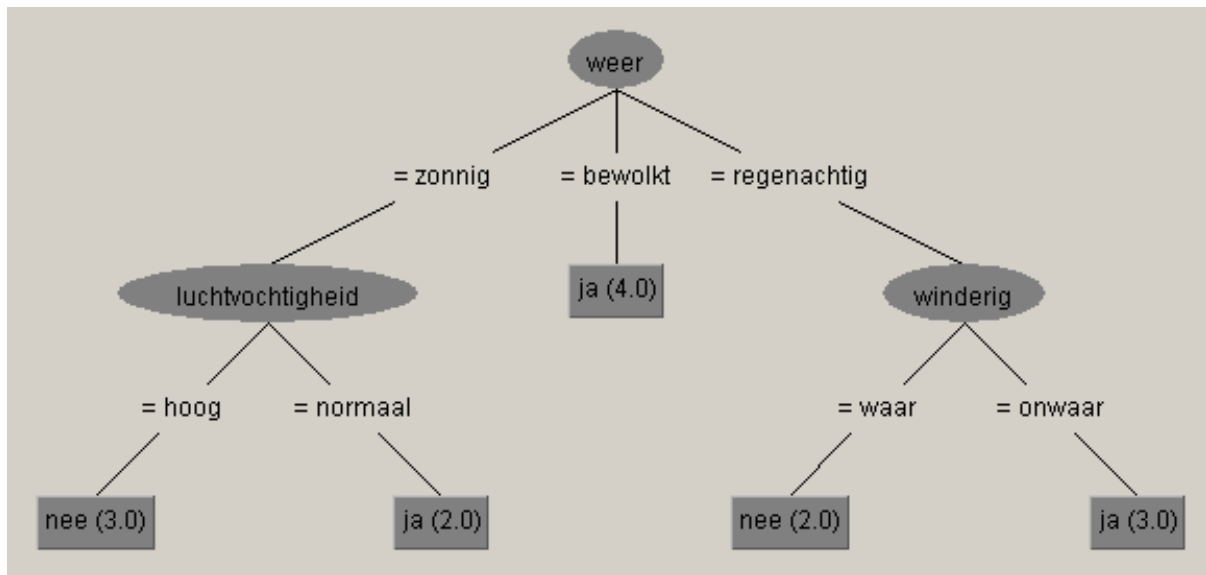 weer
= zonnig
= bewolkt
= regenachtig
luchtvochtigheid
ja (4.0)
winderig
= hoog
= normaal
= waar
= onwaar
nee (3.0)
ja (2.0)
nee (2.0)
ja (3.0)